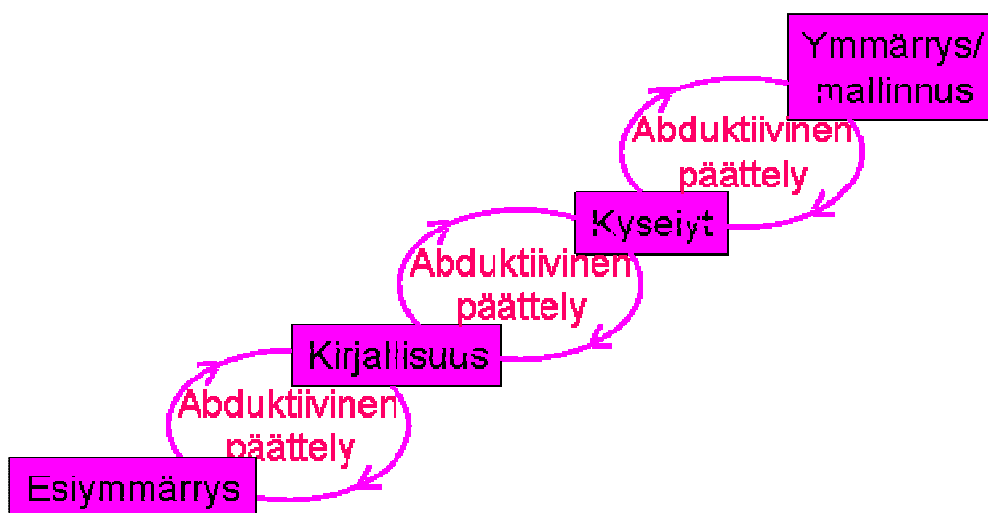 Ymmärrys/
mallinnus
Abduktiivinen
päättely
Kyselyt
Abduktiivinen
päättely
Kirjallisuus
Abduktiivinen
päättely
Esiymmärrys